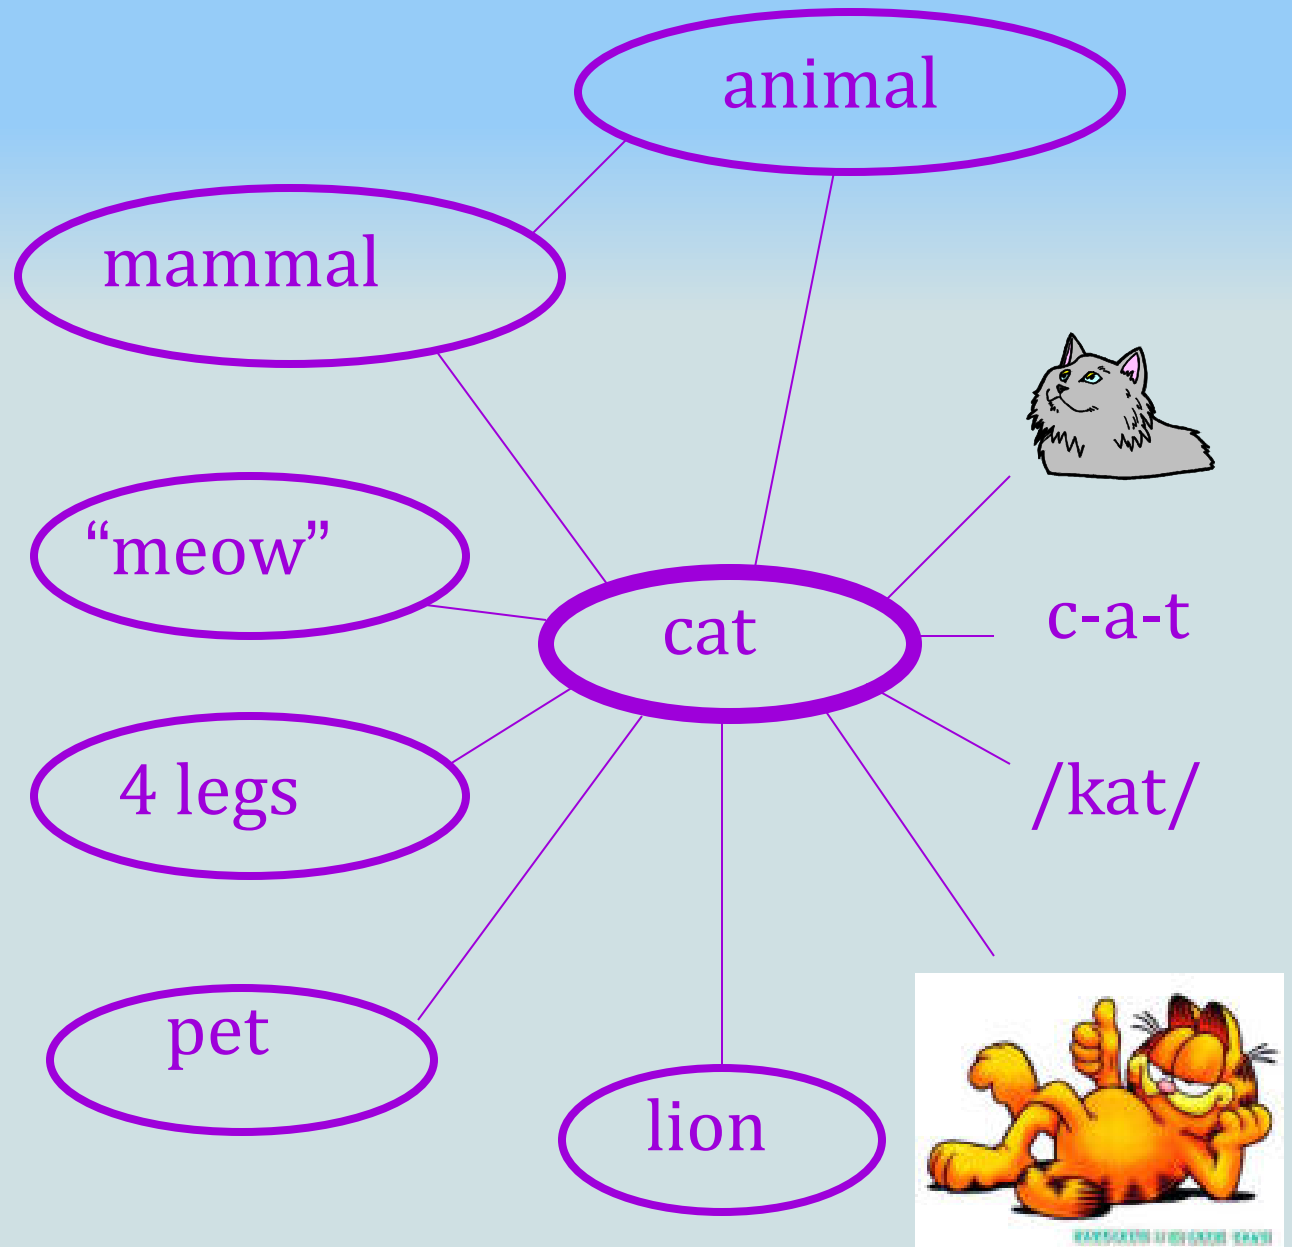 animal
mammal
“meow”
cat
c-a-t
4 legs
/kat/
pet
lion